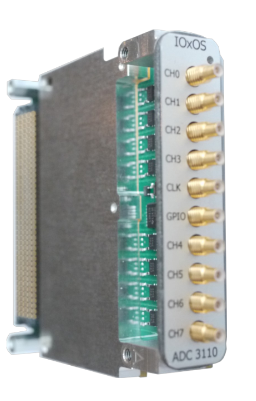 IOxOS
CH0
CH1
CH2
CH3
CLK
GPIO
CH4
CH5
CH6
CH7
ADC 3110